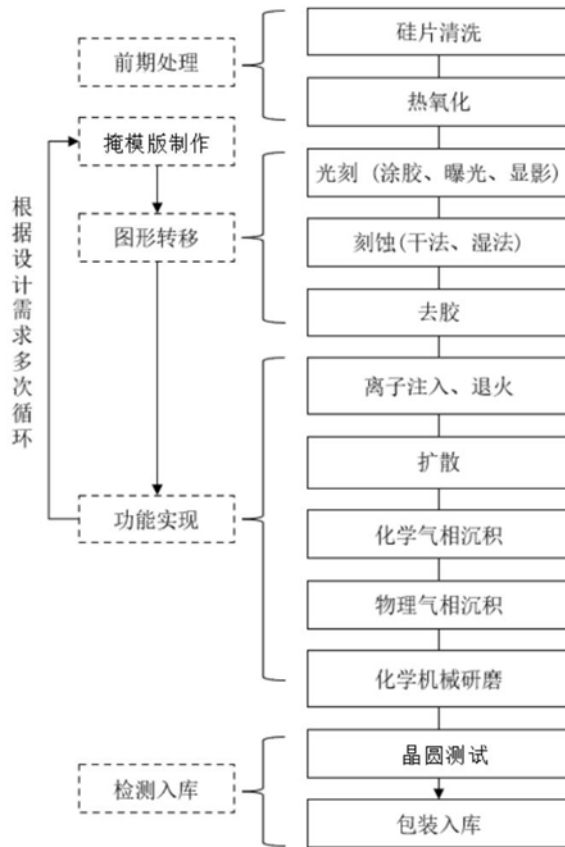 硅片清洗
前期处理
热氧化
掩模版制作
光刻（涂胶、曝光、显影）
图形转移
刻蚀(干法、湿法)
去胶
根据设计需求多次循环
离子注入、退火
扩散
功能实现
化学气相沉积
物理气相沉积
化学机械研磨
晶圆测试
检测入库
包装入库